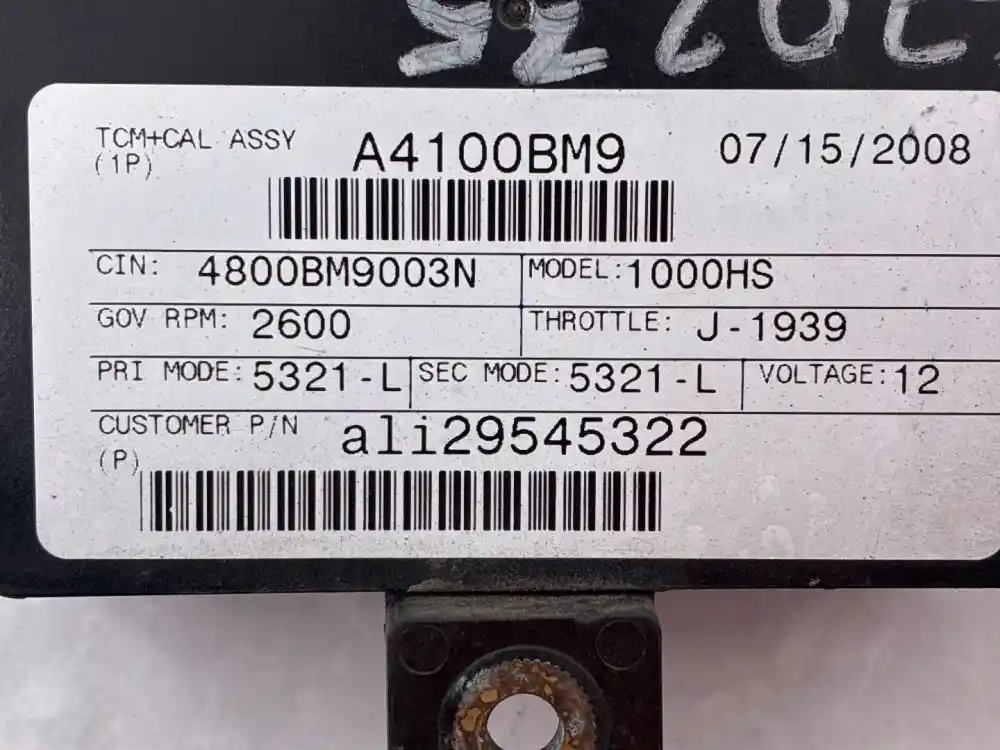 TCM+CAL ASSY A4100BM9 07/15/2008
(1P)
CIN: 4800BM9003N MODEL: 1000HS
GOV RPM: 2600 THROTTLE: J-1939
PRI MODE: 5321-L SEC MODE: 5321-L VOLTAGE: 12
CUSTOMER P/N ali29545322
(P)